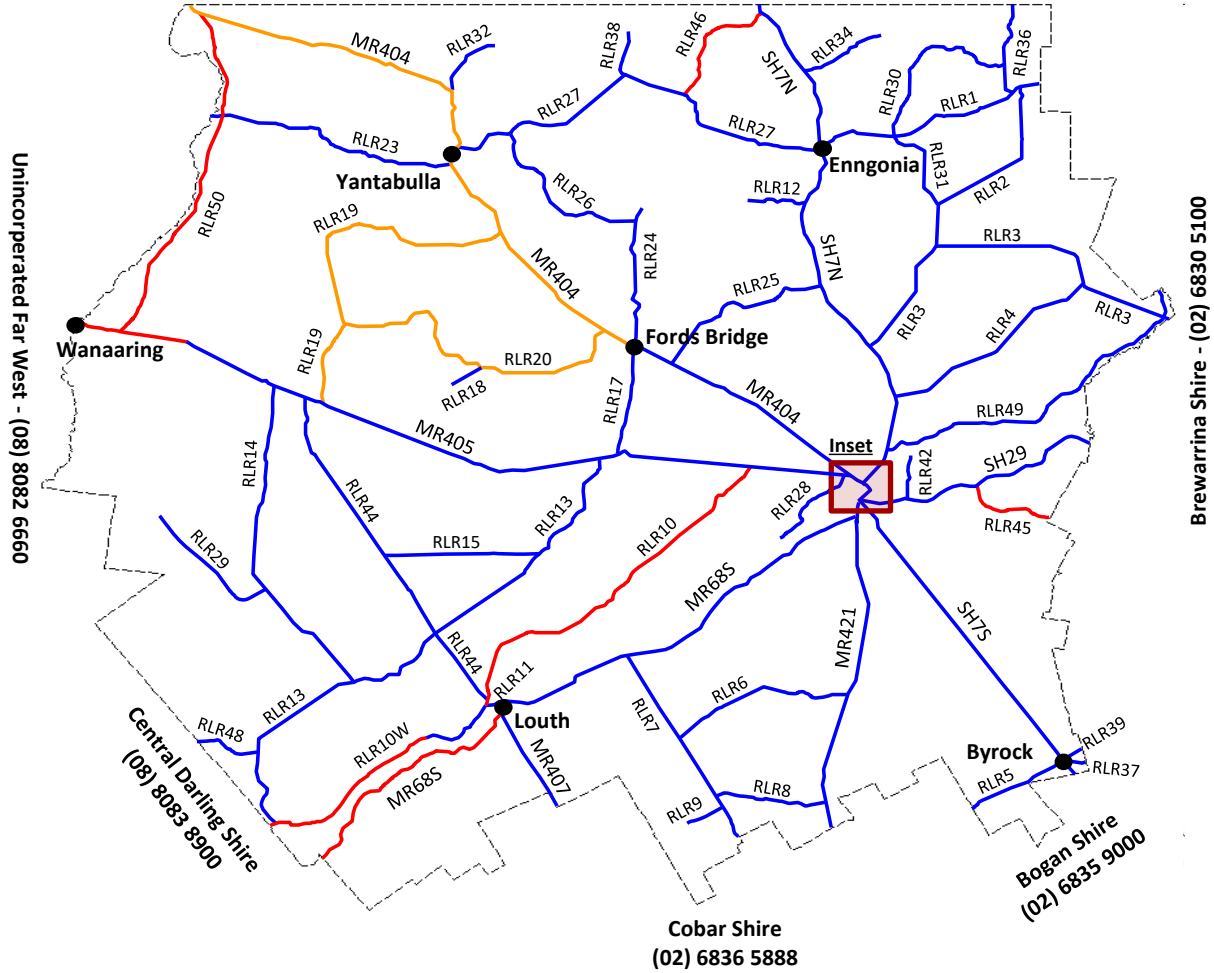 RLR32
RLR38
RLR46
RLR34
RLR36
MR404
SH7N
RLR30
RLR27
RLR1
RLR23
RLR27
Yantabulla
Enngonia
RLR31
RLR12
RLR2
RLR26
RLR50
RLR19
RLR24
SH7N
RLR3
MR404
RLR25
RLR3
RLR4
RLR3
Wanaaring
RLR19
Fords Bridge
RLR20
RLR18
RLR17
MR404
RLR49
MR405
Inset
RLR14
RLR42
SH29
RLR44
RLR13
RLR28
RLR10
RLR45
RLR29
RLR15
MR68S
SH7S
MR421
RLR44
RLR11
RLR6
RLR13
RLR7
Louth
RLR48
RLR10W
MR68S
MR407
Byrock
RLR39
RLR37
RLR5
RLR8
RLR9
Unincorperated Far West - (08) 8082 6660
Brewarrina Shire - (02) 6830 5100
Central Darling Shire
(08) 8083 8900
Bogan Shire
(02) 6835 9000
Cobar Shire
(02) 6836 5888